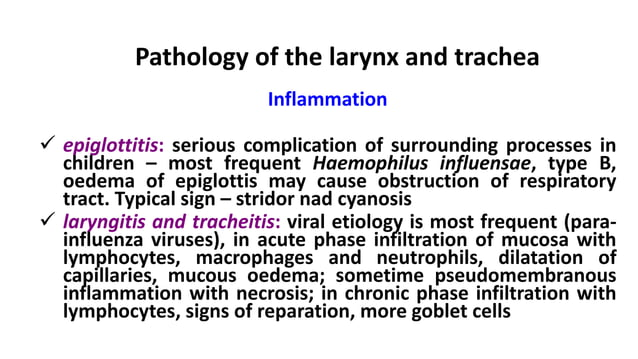 Pathology of the larynx and trachea
Inflammation
✓ epiglottitis: serious complication of surrounding processes in
children – most frequent Haemophilus influensae, type B,
oedema of epiglottis may cause obstruction of respiratory
tract. Typical sign – stridor nad cyanosis
✓ laryngitis and tracheitis: viral etiology is most frequent (para-
influenza viruses), in acute phase infiltration of mucosa with
lymphocytes, macrophages and neutrophils, dilatation of
capillaries, mucous oedema; sometime pseudomembranous
inflammation with necrosis; in chronic phase infiltration with
lymphocytes, signs of reparation, more goblet cells